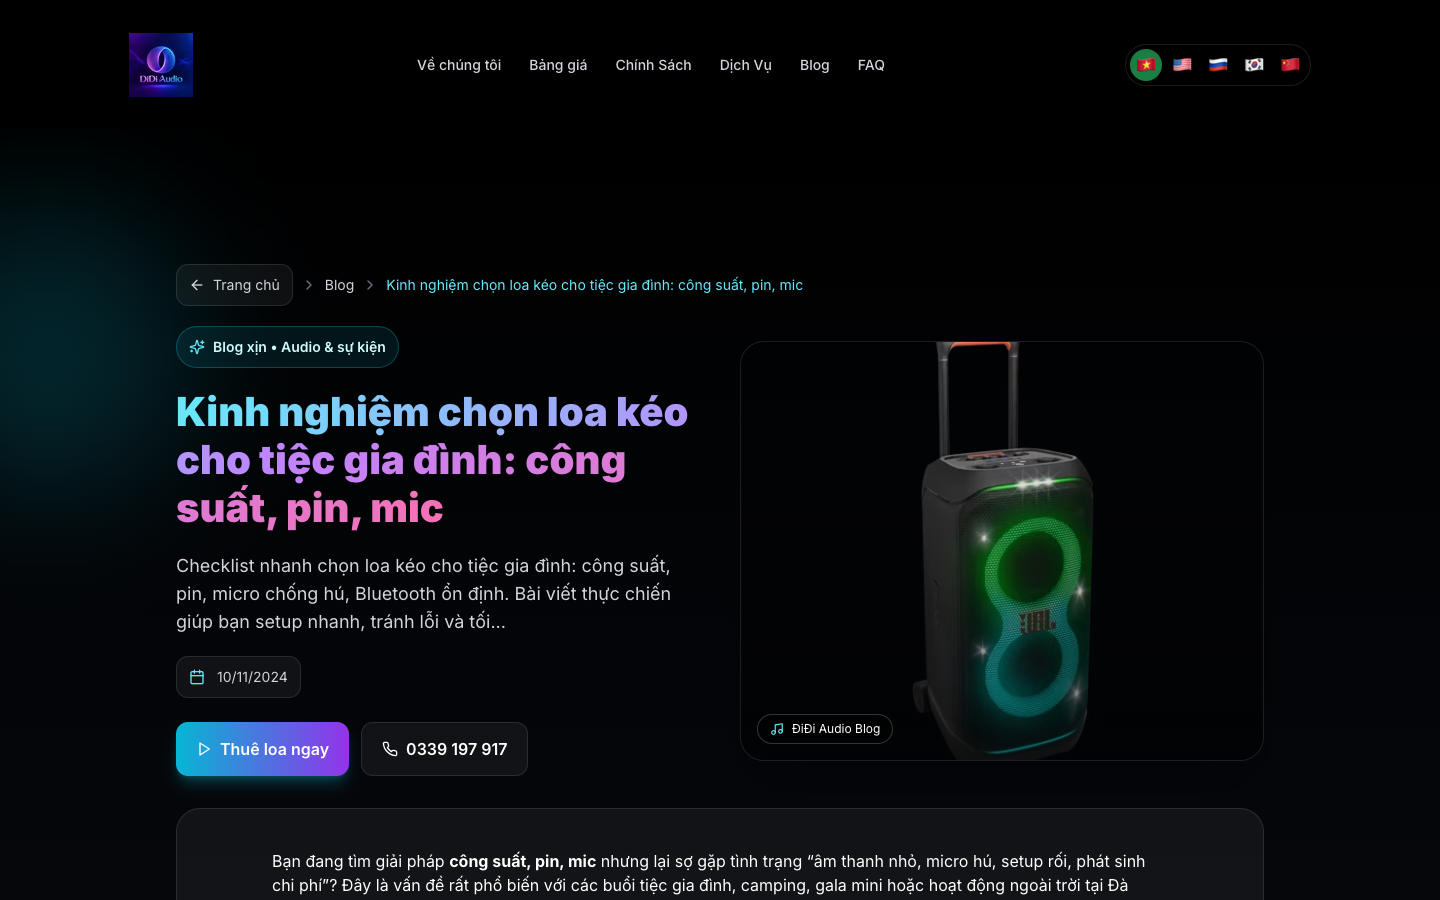 DiDi Audio
Về chúng tôi
Bảng giá
Chính Sách
Dịch Vụ
Blog
FAQ
Trang chủ
Blog
Kinh nghiệm chọn loa kéo cho tiệc gia đình: công suất, pin, mic
Blog xịn • Audio & sự kiện
Kinh nghiệm chọn loa kéo
cho tiệc gia đình: công
suất, pin, mic
Checklist nhanh chọn loa kéo cho tiệc gia đình: công suất,
pin, micro chống hú, Bluetooth ổn định. Bài viết thực chiến
giúp bạn setup nhanh, tránh lỗi và tối...
10/11/2024
Thuê loa ngay
0339 197 917
JBL
ĐiĐi Audio Blog
Bạn đang tìm giải pháp công suất, pin, mic nhưng lại sợ gặp tình trạng “âm thanh nhỏ, micro hú, setup rối, phát sinh
chi phí”? Đây là vấn đề rất phổ biến với các buổi tiệc gia đình, camping, gala mini hoặc hoạt động ngoài trời tại Đà